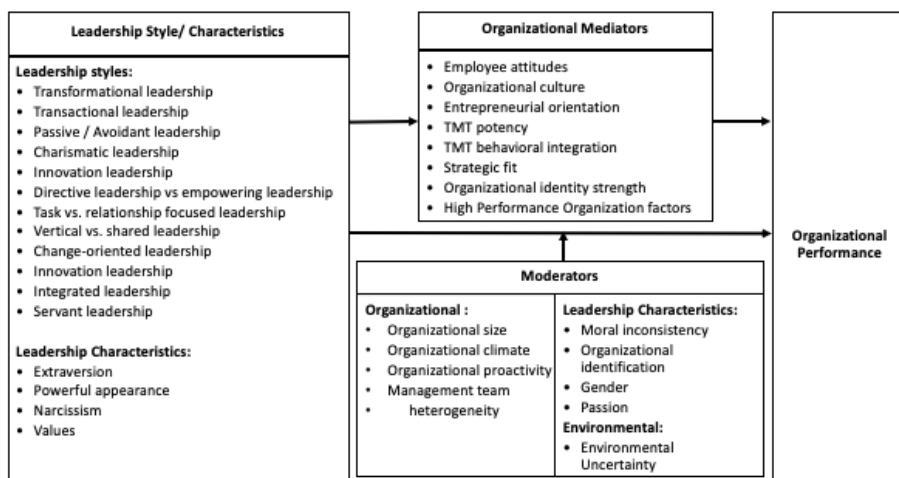 Leadership Style/ Characteristics
Leadership styles:
• Transformational leadership
• Transactional leadership
• Passive / Avoidant leadership
• Charismatic leadership
• Innovation leadership
• Directive leadership vs empowering leadership
• Task vs. relationship focused leadership
• Vertical vs. shared leadership
• Change-oriented leadership
• Innovation leadership
• Integrated leadership
• Servant leadership
Leadership Characteristics:
• Extraversion
• Powerful appearance
• Narcissism
• Values
Organizational Mediators
• Employee attitudes
• Organizational culture
• Entrepreneurial orientation
• TMT potency
• TMT behavioral integration
• Strategic fit
• Organizational identity strength
• High Performance Organization factors
Moderators
Organizational :
• Organizational size
• Organizational climate
• Organizational proactivity
• Management team
• heterogeneity
Leadership Characteristics:
• Moral inconsistency
• Organizational
identification
• Gender
• Passion
Environmental:
• Environmental
Uncertainty
Organizational
Performance